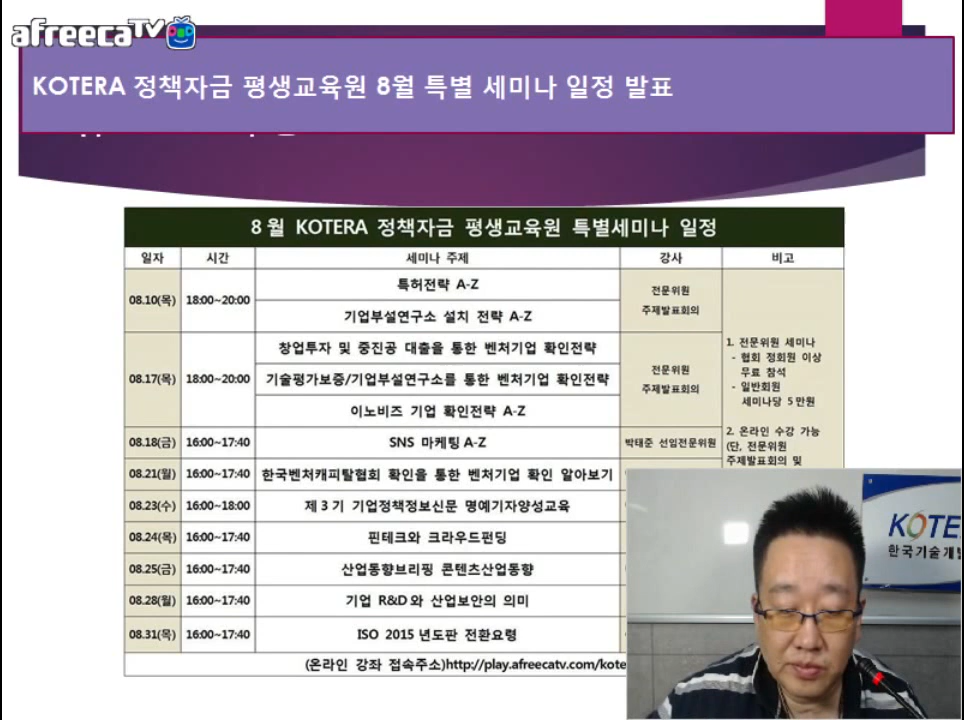 afreecaTV
KOTERA 정책자금 평생교육원 8월 특별 세미나 일정 발표
8월 KOTERA 정책자금 평생교육원 특별세미나 일정
일자 시간 세미나 주제 강사 비고
08.10(목) 18:00~20:00 특허전략 A-Z
기업부설연구소 설치 전략 A-Z
전문위원
주제발표회의
08.17(목) 18:00~20:00 창업투자 및 중진공 대출을 통한 벤처기업 확인전략
기술평가보증/기업부설연구소를 통한 벤처기업 확인전략
이노비즈 기업 확인전략 A-Z
전문위원
주제발표회의
08.18(금) 16:00~17:40 SNS 마케팅 A-Z 박태준 선임전문위원
08.21(월) 16:00~17:40 한국벤처캐피탈협회 확인을 통한 벤처기업 확인 알아보기
08.23(수) 16:00~18:00 제 3 기 기업정책정보신문 명예기자양성교육
08.24(목) 16:00~17:40 핀테크와 크라우드펀딩
08.25(금) 16:00~17:40 산업동향브리핑 콘텐츠산업동향
08.28(월) 16:00~17:40 기업 R&D 와 산업보안의 의미
08.31(목) 16:00~17:40 ISO 2015 년도판 전환요령
(온라인 강좌 접속주소)http://play.afreecatv.com/kote
1. 전문위원 세미나
- 협회 정회원 이상
무료 참석
- 일반회원
세미나당 5 만원
2. 온라인 수강 가능
(단, 전문위원
주제발표회의 및
KOTE
한국기술개발